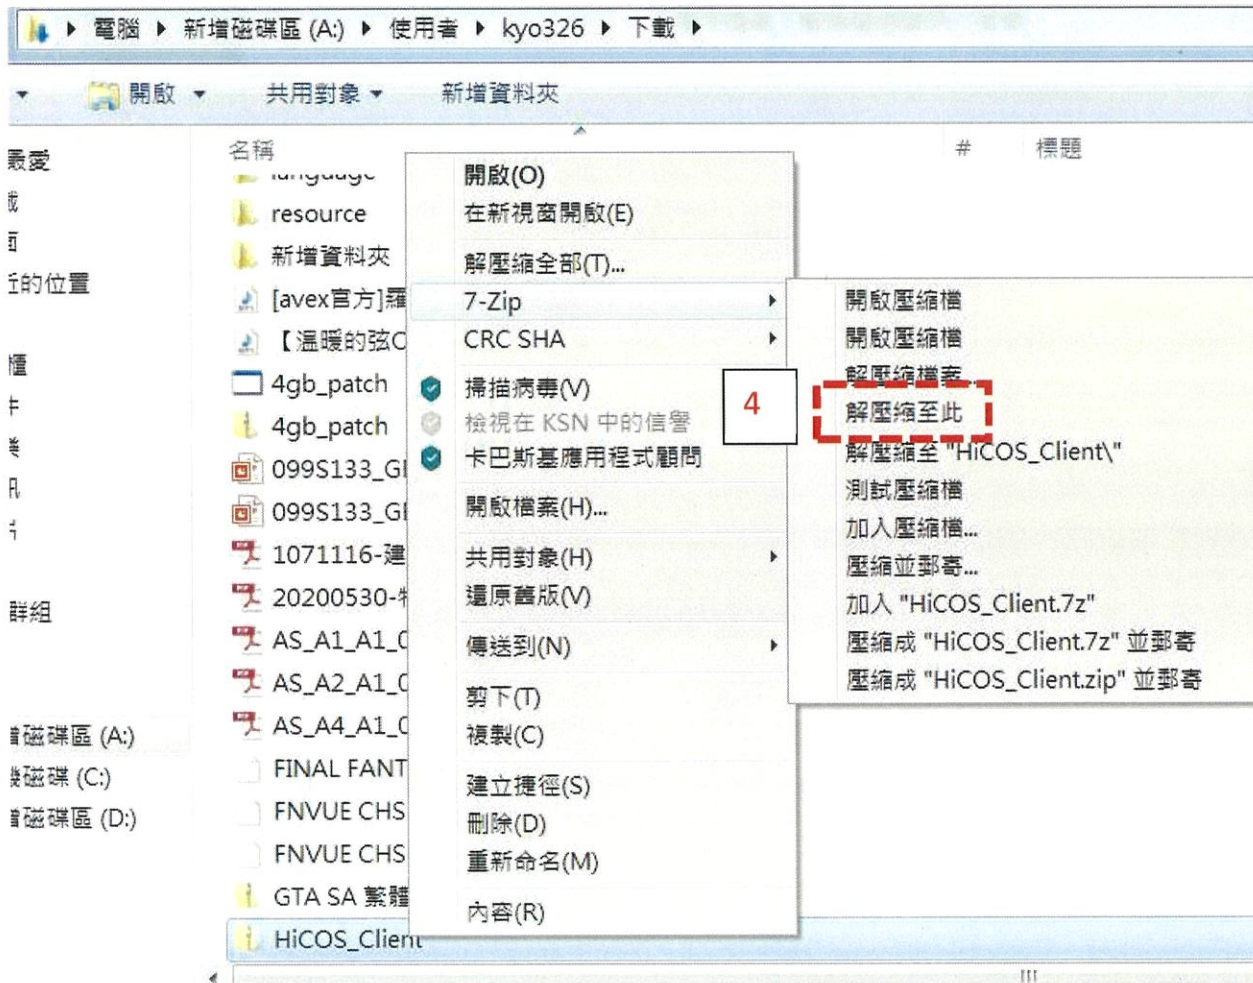 電腦 ▶ 新增磁碟區 (A:) ▶ 使用者 ▶ kyo326 ▶ 下載 ▶
開啟 共用對象 新增資料夾
最愛
近的位置
群組
磁碟區 (A:)
磁碟 (C:)
磁碟區 (D:)
名稱 # 標題
language
resource
新增資料夾
[avex官方]羅
【溫暖的弦O
4gb_patch
4gb_patch
099S133_G
099S133_G
1071116-建
20200530-
AS_A1_A1_0
AS_A2_A1_0
AS_A4_A1_0
FINAL FANT
FNVUE CHS
FNVUE CHS
GTA SA 繁體
HiCOS_Client
開啟(O)
在新視窗開啟(E)
解壓縮全部(T)...
7-Zip
CRC SHA
掃描病毒(V)
檢視在 KSN 中的信譽
卡巴斯基應用程式顧問
開啟檔案(H)...
共用對象(H)
還原舊版(V)
傳送到(N)
剪下(T)
複製(C)
建立捷徑(S)
刪除(D)
重新命名(M)
內容(R)
4
開啟壓縮檔
開啟壓縮檔
解壓縮檔案...
解壓縮至此
解壓縮至 "HiCOS_Client\"
測試壓縮檔
加入壓縮檔...
壓縮並郵寄...
加入 "HiCOS_Client.7z"
壓縮成 "HiCOS_Client.7z" 並郵寄
壓縮成 "HiCOS_Client.zip" 並郵寄